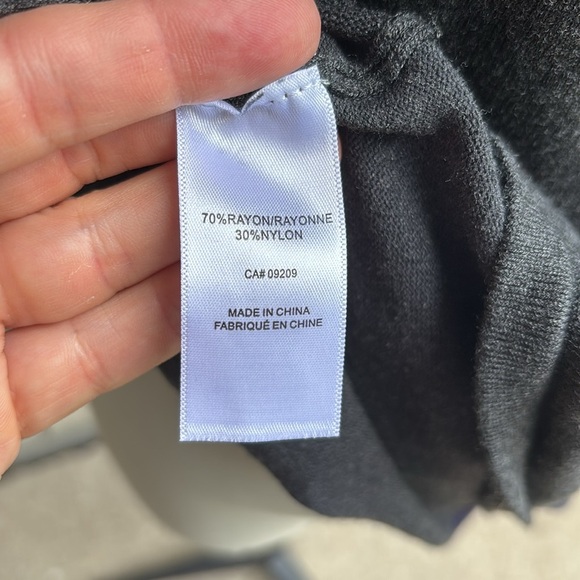 70%RAYON/RAYONNE
30%NYLON
CA# 09209
MADE IN CHINA
FABRIQUÉ EN CHINE